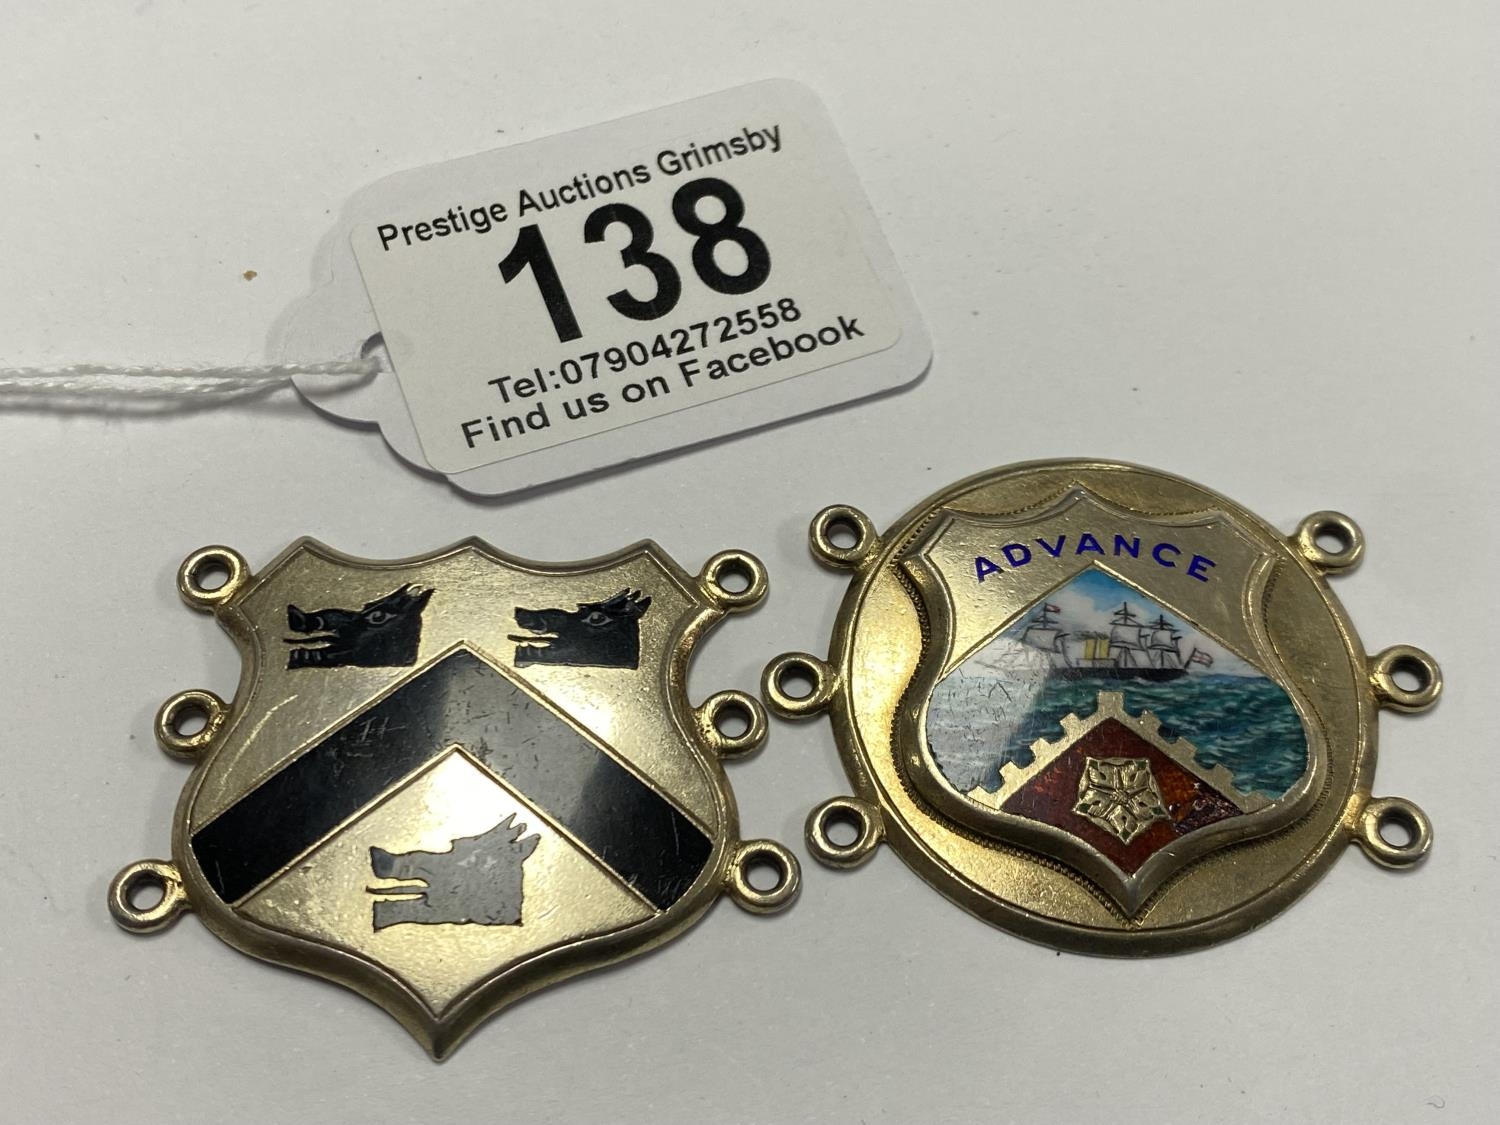 Prestige Auctions Grimsby
138
Tel:07904272558
Find us on Facebook
ADVANCE